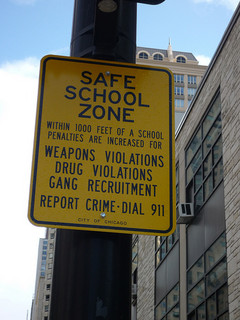 SAFE
SCHOOL
ZONE
WITHIN 1000 FEET OF A SCHOOL
PENALTIES ARE INCREASED FOR
WEAPONS VIOLATIONS
DRUG VIOLATIONS
GANG RECRUITMENT
REPORT CRIME-DIAL 911
CITY OF CHICAGO